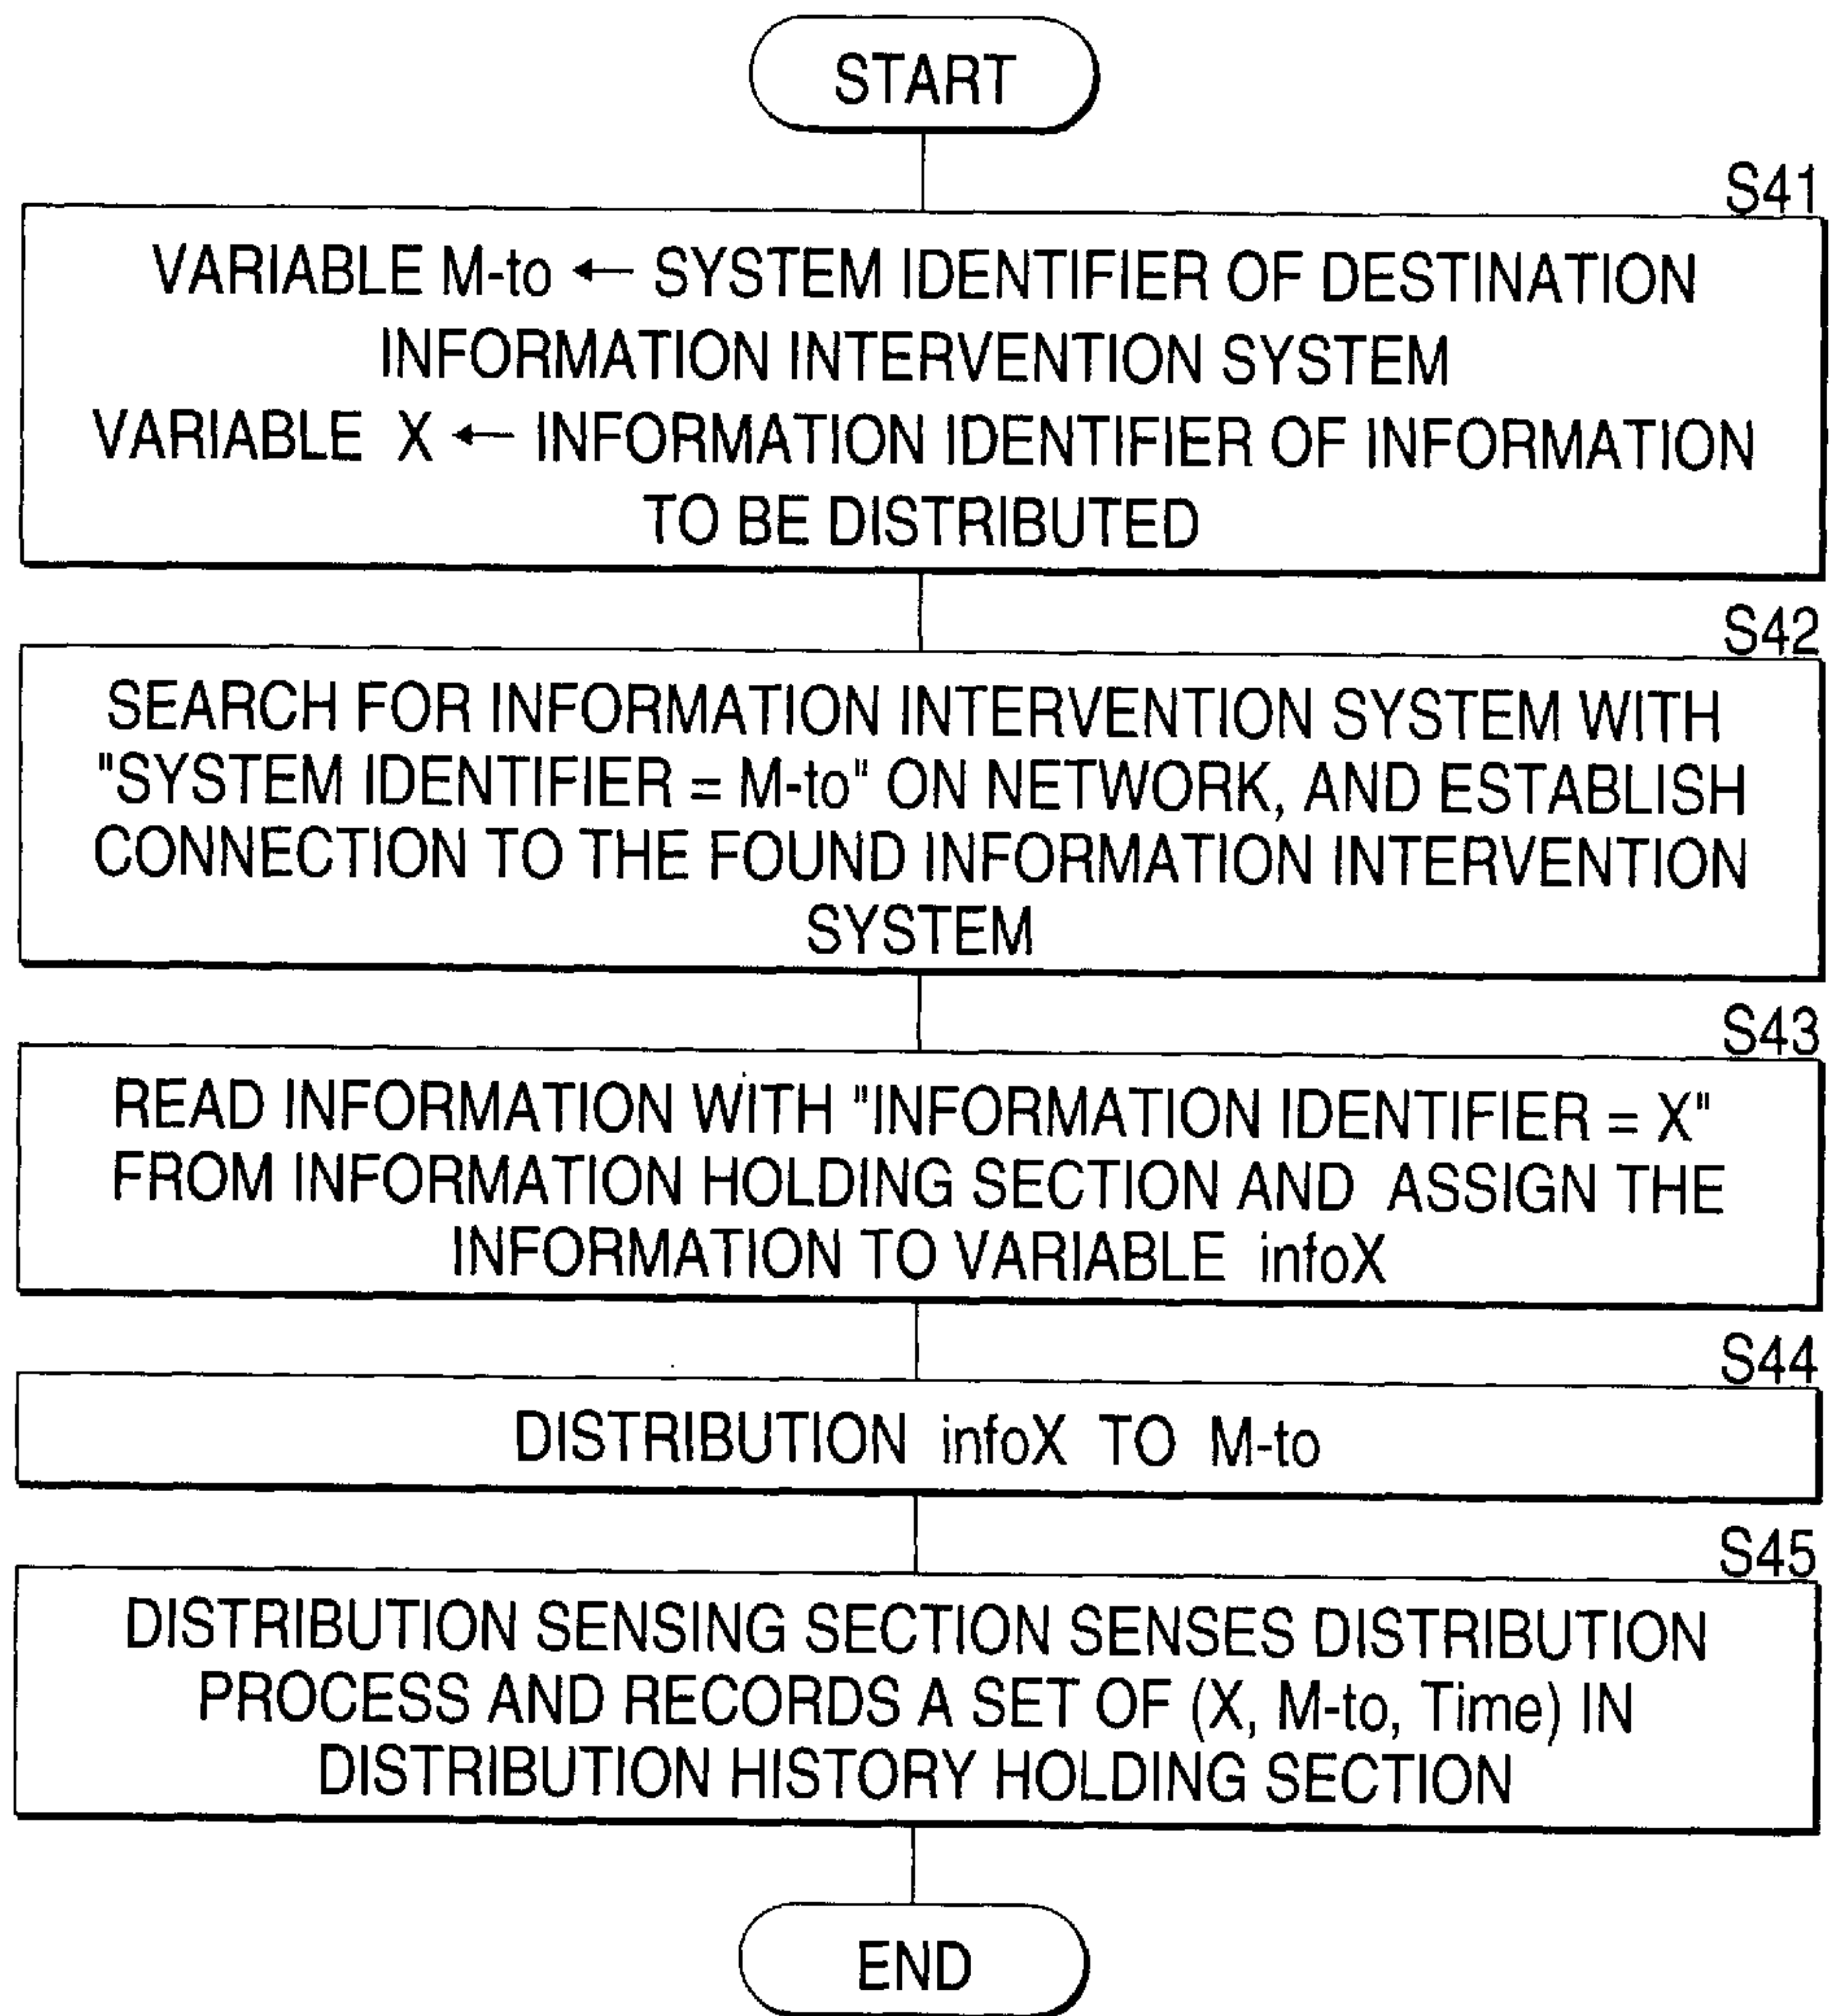 START
S41
VARIABLE M-to ← SYSTEM IDENTIFIER OF DESTINATION
INFORMATION INTERVENTION SYSTEM
VARIABLE X ← INFORMATION IDENTIFIER OF INFORMATION
TO BE DISTRIBUTED
S42
SEARCH FOR INFORMATION INTERVENTION SYSTEM WITH
"SYSTEM IDENTIFIER = M-to" ON NETWORK, AND ESTABLISH
CONNECTION TO THE FOUND INFORMATION INTERVENTION
SYSTEM
S43
READ INFORMATION WITH "INFORMATION IDENTIFIER = X"
FROM INFORMATION HOLDING SECTION AND ASSIGN THE
INFORMATION TO VARIABLE infoX
S44
DISTRIBUTION infoX TO M-to
S45
DISTRIBUTION SENSING SECTION SENSES DISTRIBUTION
PROCESS AND RECORDS A SET OF (X, M-to, Time) IN
DISTRIBUTION HISTORY HOLDING SECTION
END